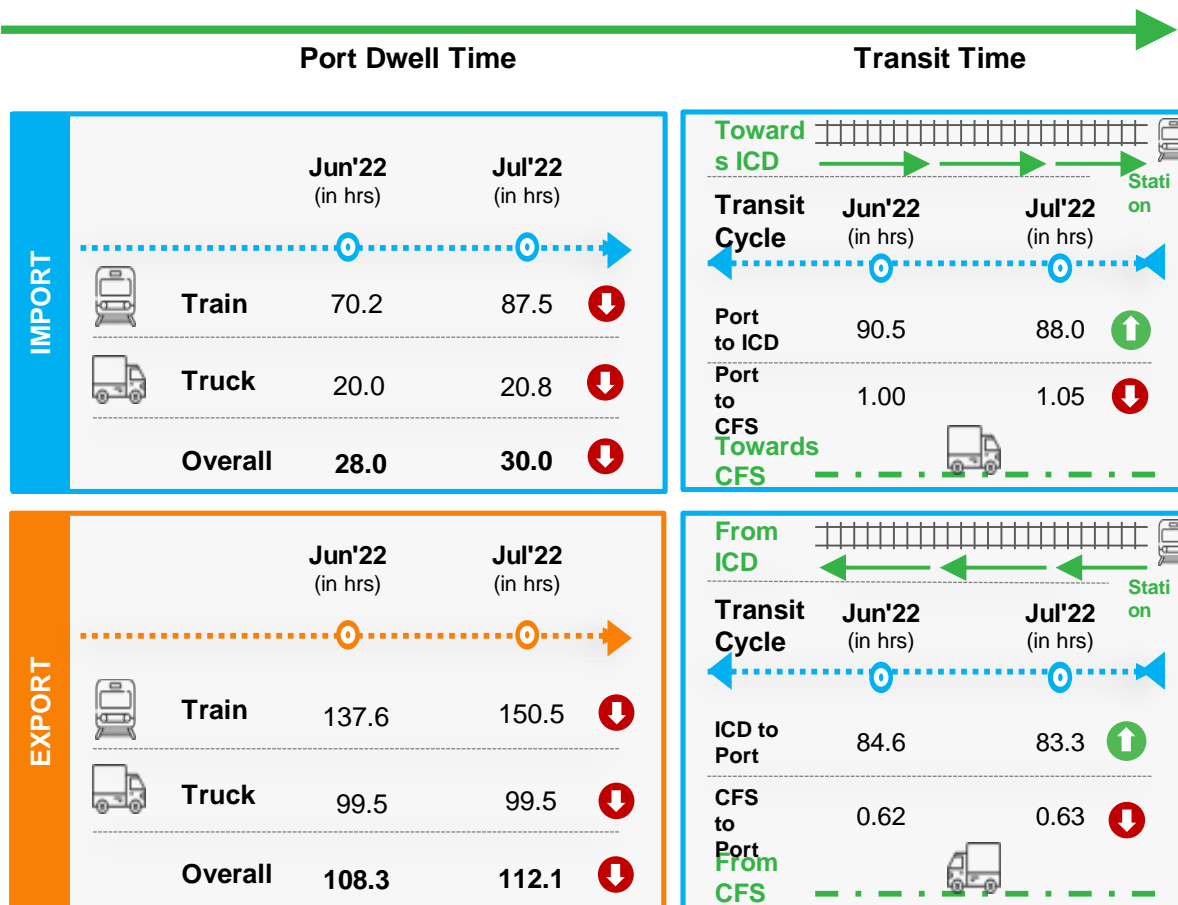 Port Dwell Time
Transit Time
IMPORT
Jun'22
(in hrs)
Jul'22
(in hrs)
Train
70.2
87.5
Truck
20.0
20.8
Overall
28.0
30.0
Toward
s ICD
Stati
on
Transit
Cycle
Jun'22
(in hrs)
Jul'22
(in hrs)
Port
to ICD
90.5
88.0
Port
to
CFS
1.00
1.05
Towards
CFS
EXPORT
Jun'22
(in hrs)
Jul'22
(in hrs)
Train
137.6
150.5
Truck
99.5
99.5
Overall
108.3
112.1
From
ICD
Stati
on
Transit
Cycle
Jun'22
(in hrs)
Jul'22
(in hrs)
ICD to
Port
84.6
83.3
CFS
to
Port
0.62
0.63
From
CFS